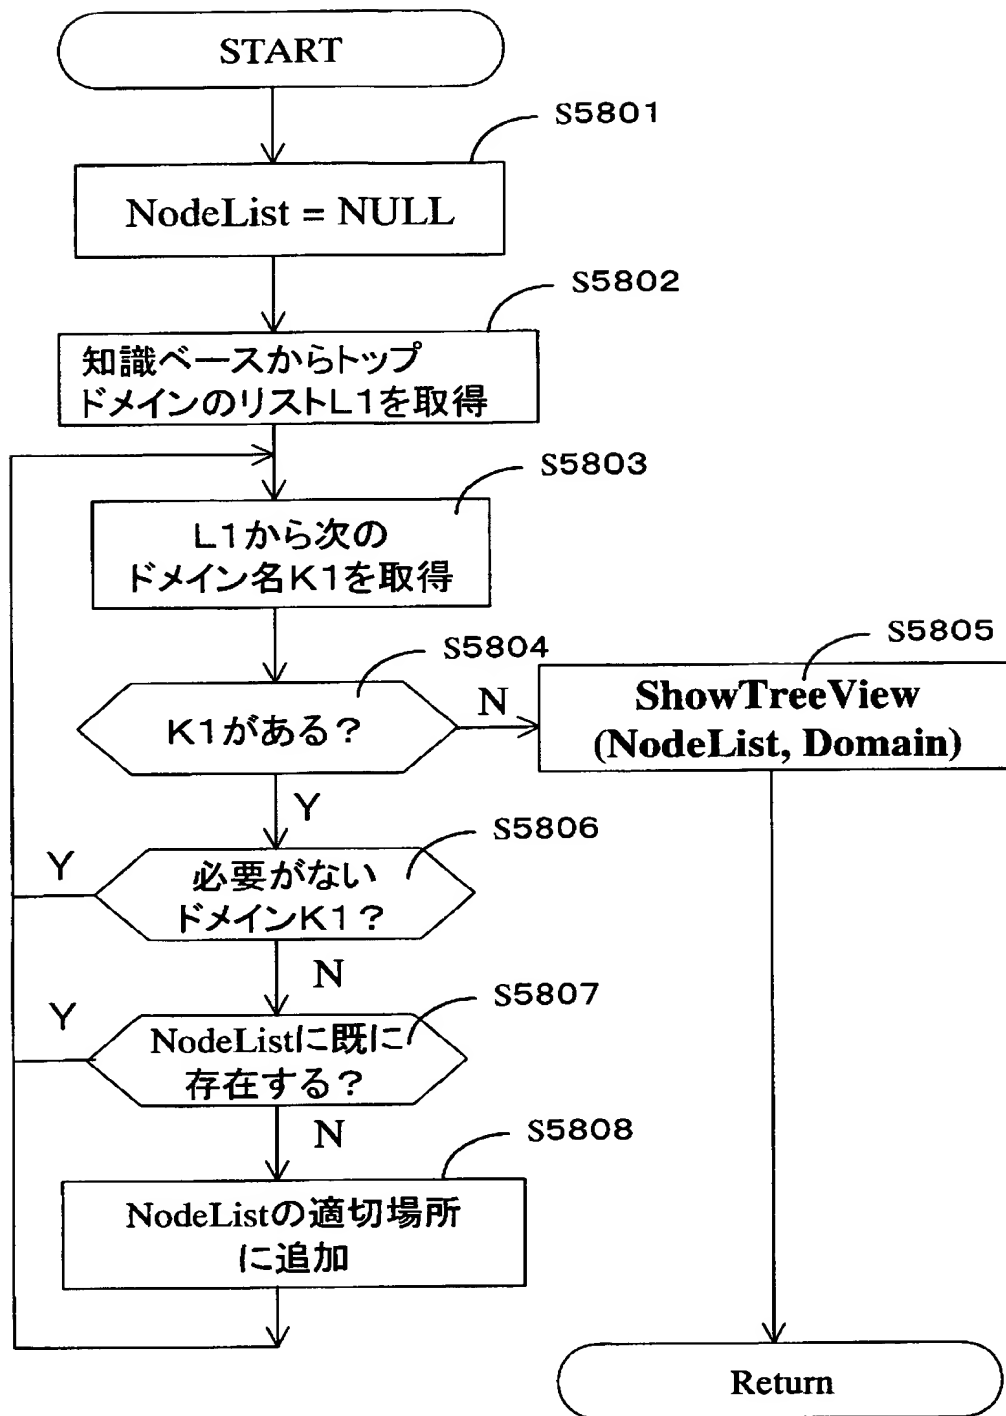 START
S5801
NodeList = NULL
S5802
知識ベースからトップ
ドメインのリストL1を取得
S5803
L1から次の
ドメイン名K1を取得
S5804
K1がある?
N
S5805
ShowTreeView
(NodeList, Domain)
Y
S5806
Y
必要がない
ドメインK1?
N
S5807
Y
NodeListに既に
存在する?
N
S5808
NodeListの適切場所
に追加
Return